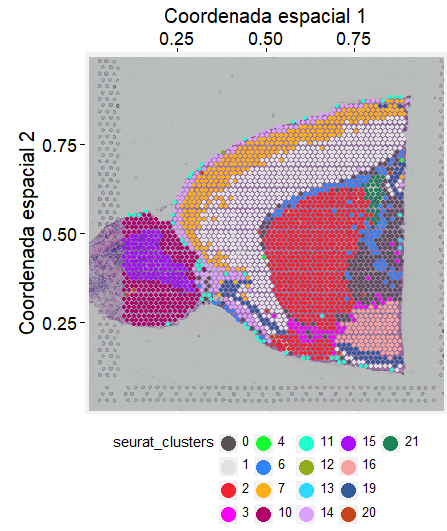 Coordenada espacial 1
0.25 0.50 0.75
Coordenada espacial 2
0.75
0.50
0.25
seurat_clusters 0 4 11 15 21
1 6 12 16
2 7 13 19
3 10 14 20